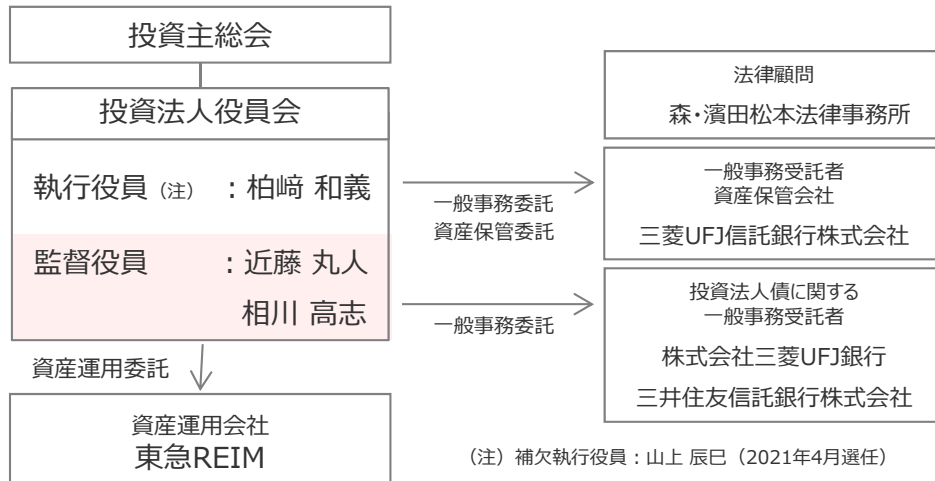 投資主総会
投資法人役員会
執行役員（注）：柏﨑 和義
監督役員：近藤 丸人
相川 高志
資産運用委託
資産運用会社
東急REIM
一般事務委託
資産保管委託
一般事務委託
法律顧問
森・濱田松本法律事務所
一般事務受託者
資産保管会社
三菱UFJ信託銀行株式会社
投資法人債に関する
一般事務受託者
株式会社三菱UFJ銀行
三井住友信託銀行株式会社
（注）補欠執行役員：山上 辰巳（2021年4月選任）